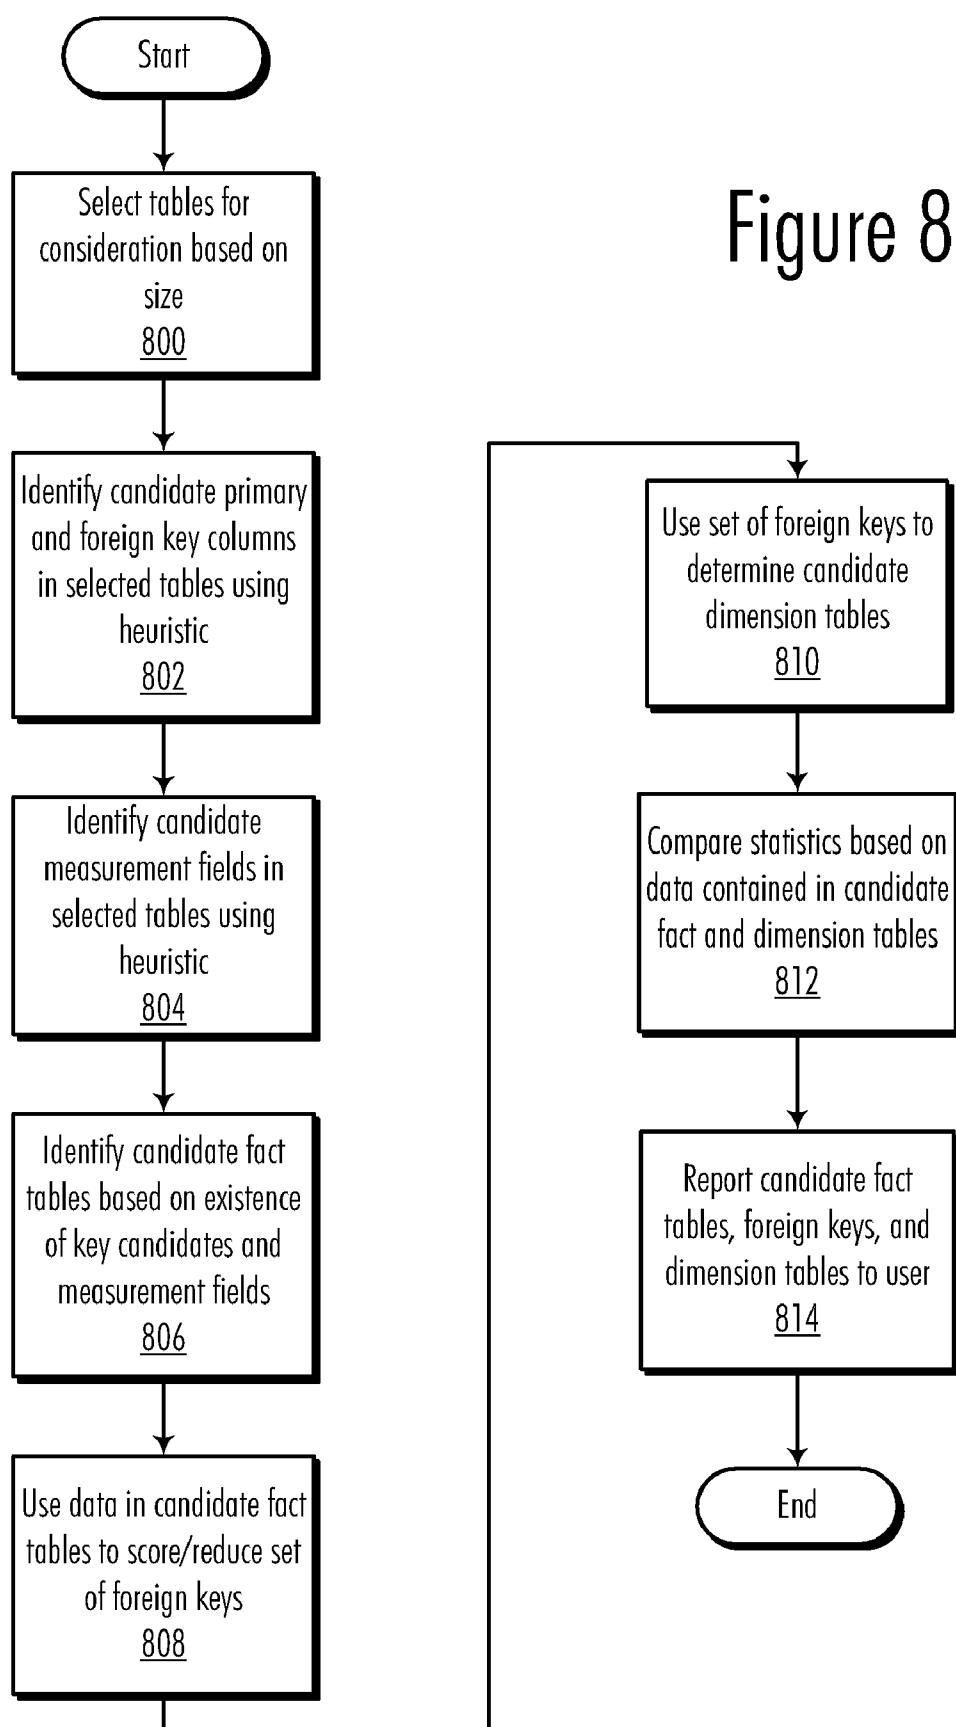 Start
Select tables for
consideration based on
size
800
Identify candidate primary
and foreign key columns
in selected tables using
heuristic
802
Identify candidate
measurement fields in
selected tables using
heuristic
804
Identify candidate fact
tables based on existence
of key candidates and
measurement fields
806
Use data in candidate fact
tables to score/reduce set
of foreign keys
808
Figure 8
Use set of foreign keys to
determine candidate
dimension tables
810
Compare statistics based on
data contained in candidate
fact and dimension tables
812
Report candidate fact
tables, foreign keys, and
dimension tables to user
814
End